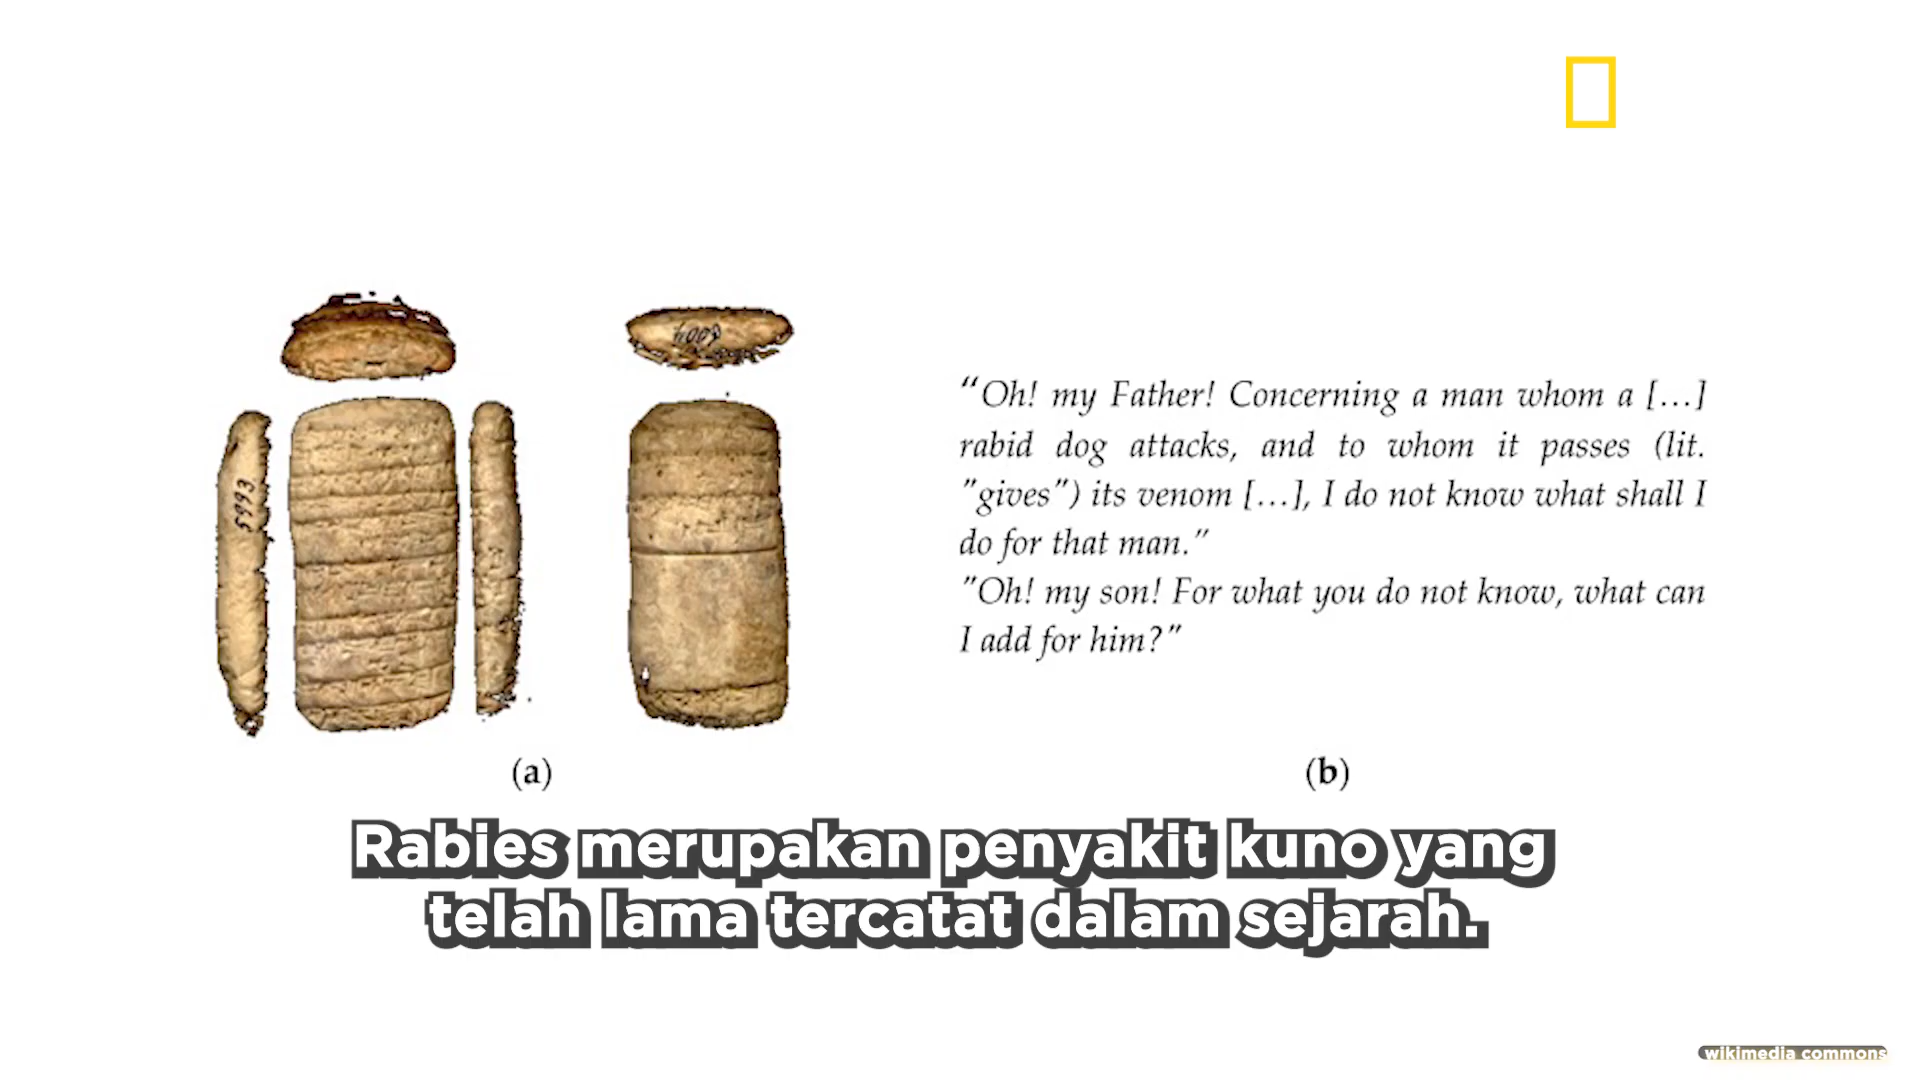 5993
6004
“Oh! my Father! Concerning a man whom a [...]
rabid dog attacks, and to whom it passes (lit.
"gives") its venom [...], I do not know what shall I
do for that man.”
"Oh! my son! For what you do not know, what can
I add for him?”
(a)
(b)
Rabies merupakan penyakit kuno yang
telah lama tercatat dalam sejarah.
wikimedia commons